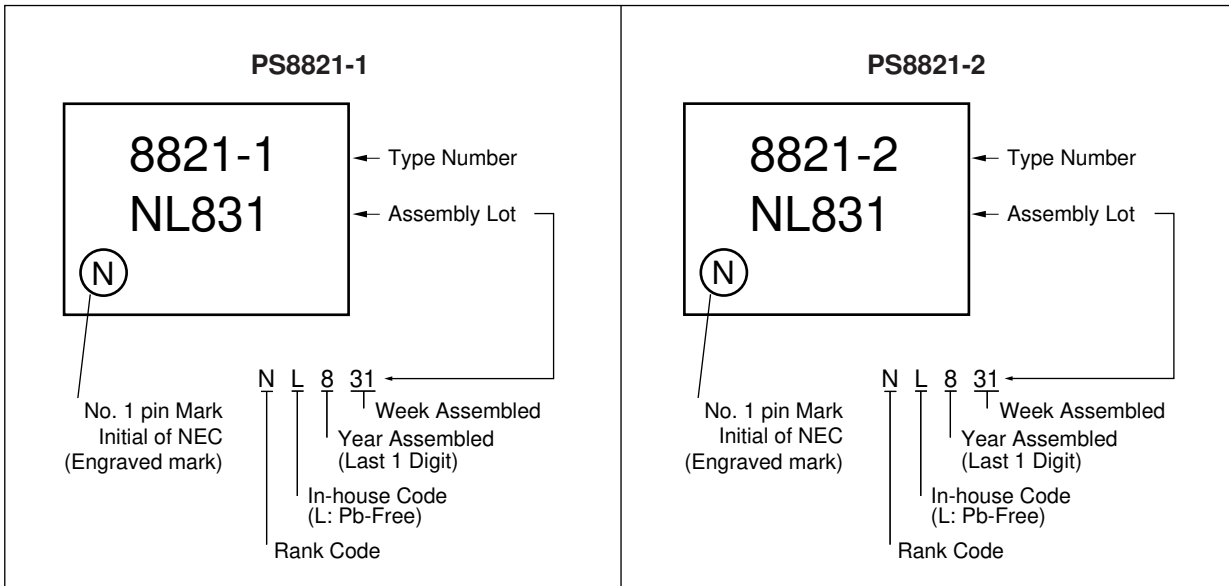 PS8821-1
8821-1
Type Number
NL831
Assembly Lot
N
N L 8 31
No. 1 pin Mark
Initial of NEC
(Engraved mark)
Week Assembled
Year Assembled
(Last 1 Digit)
In-house Code
(L: Pb-Free)
Rank Code
PS8821-2
8821-2
Type Number
NL831
Assembly Lot
N
N L 8 31
No. 1 pin Mark
Initial of NEC
(Engraved mark)
Week Assembled
Year Assembled
(Last 1 Digit)
In-house Code
(L: Pb-Free)
Rank Code